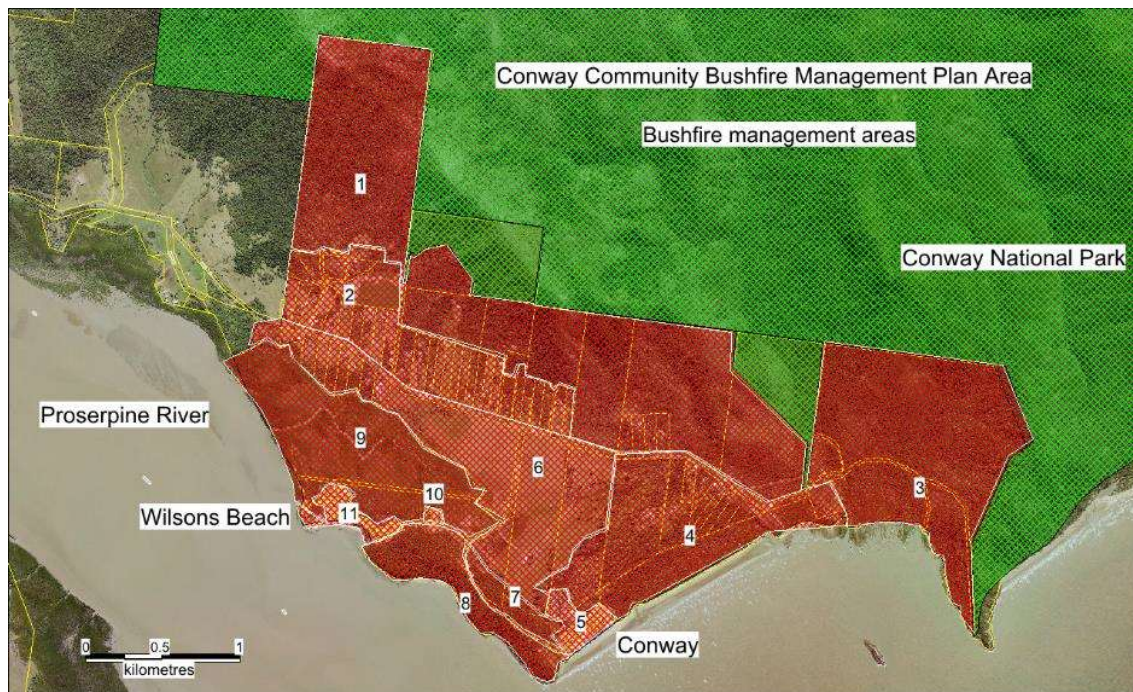 Conway Community Bushfire Management Plan Area
Bushfire management areas
1
Conway National Park
2
Proserpine River
9
6
3
10
Wilsons Beach
11
4
7
8
5
Conway
0 0.5 1
kilometres